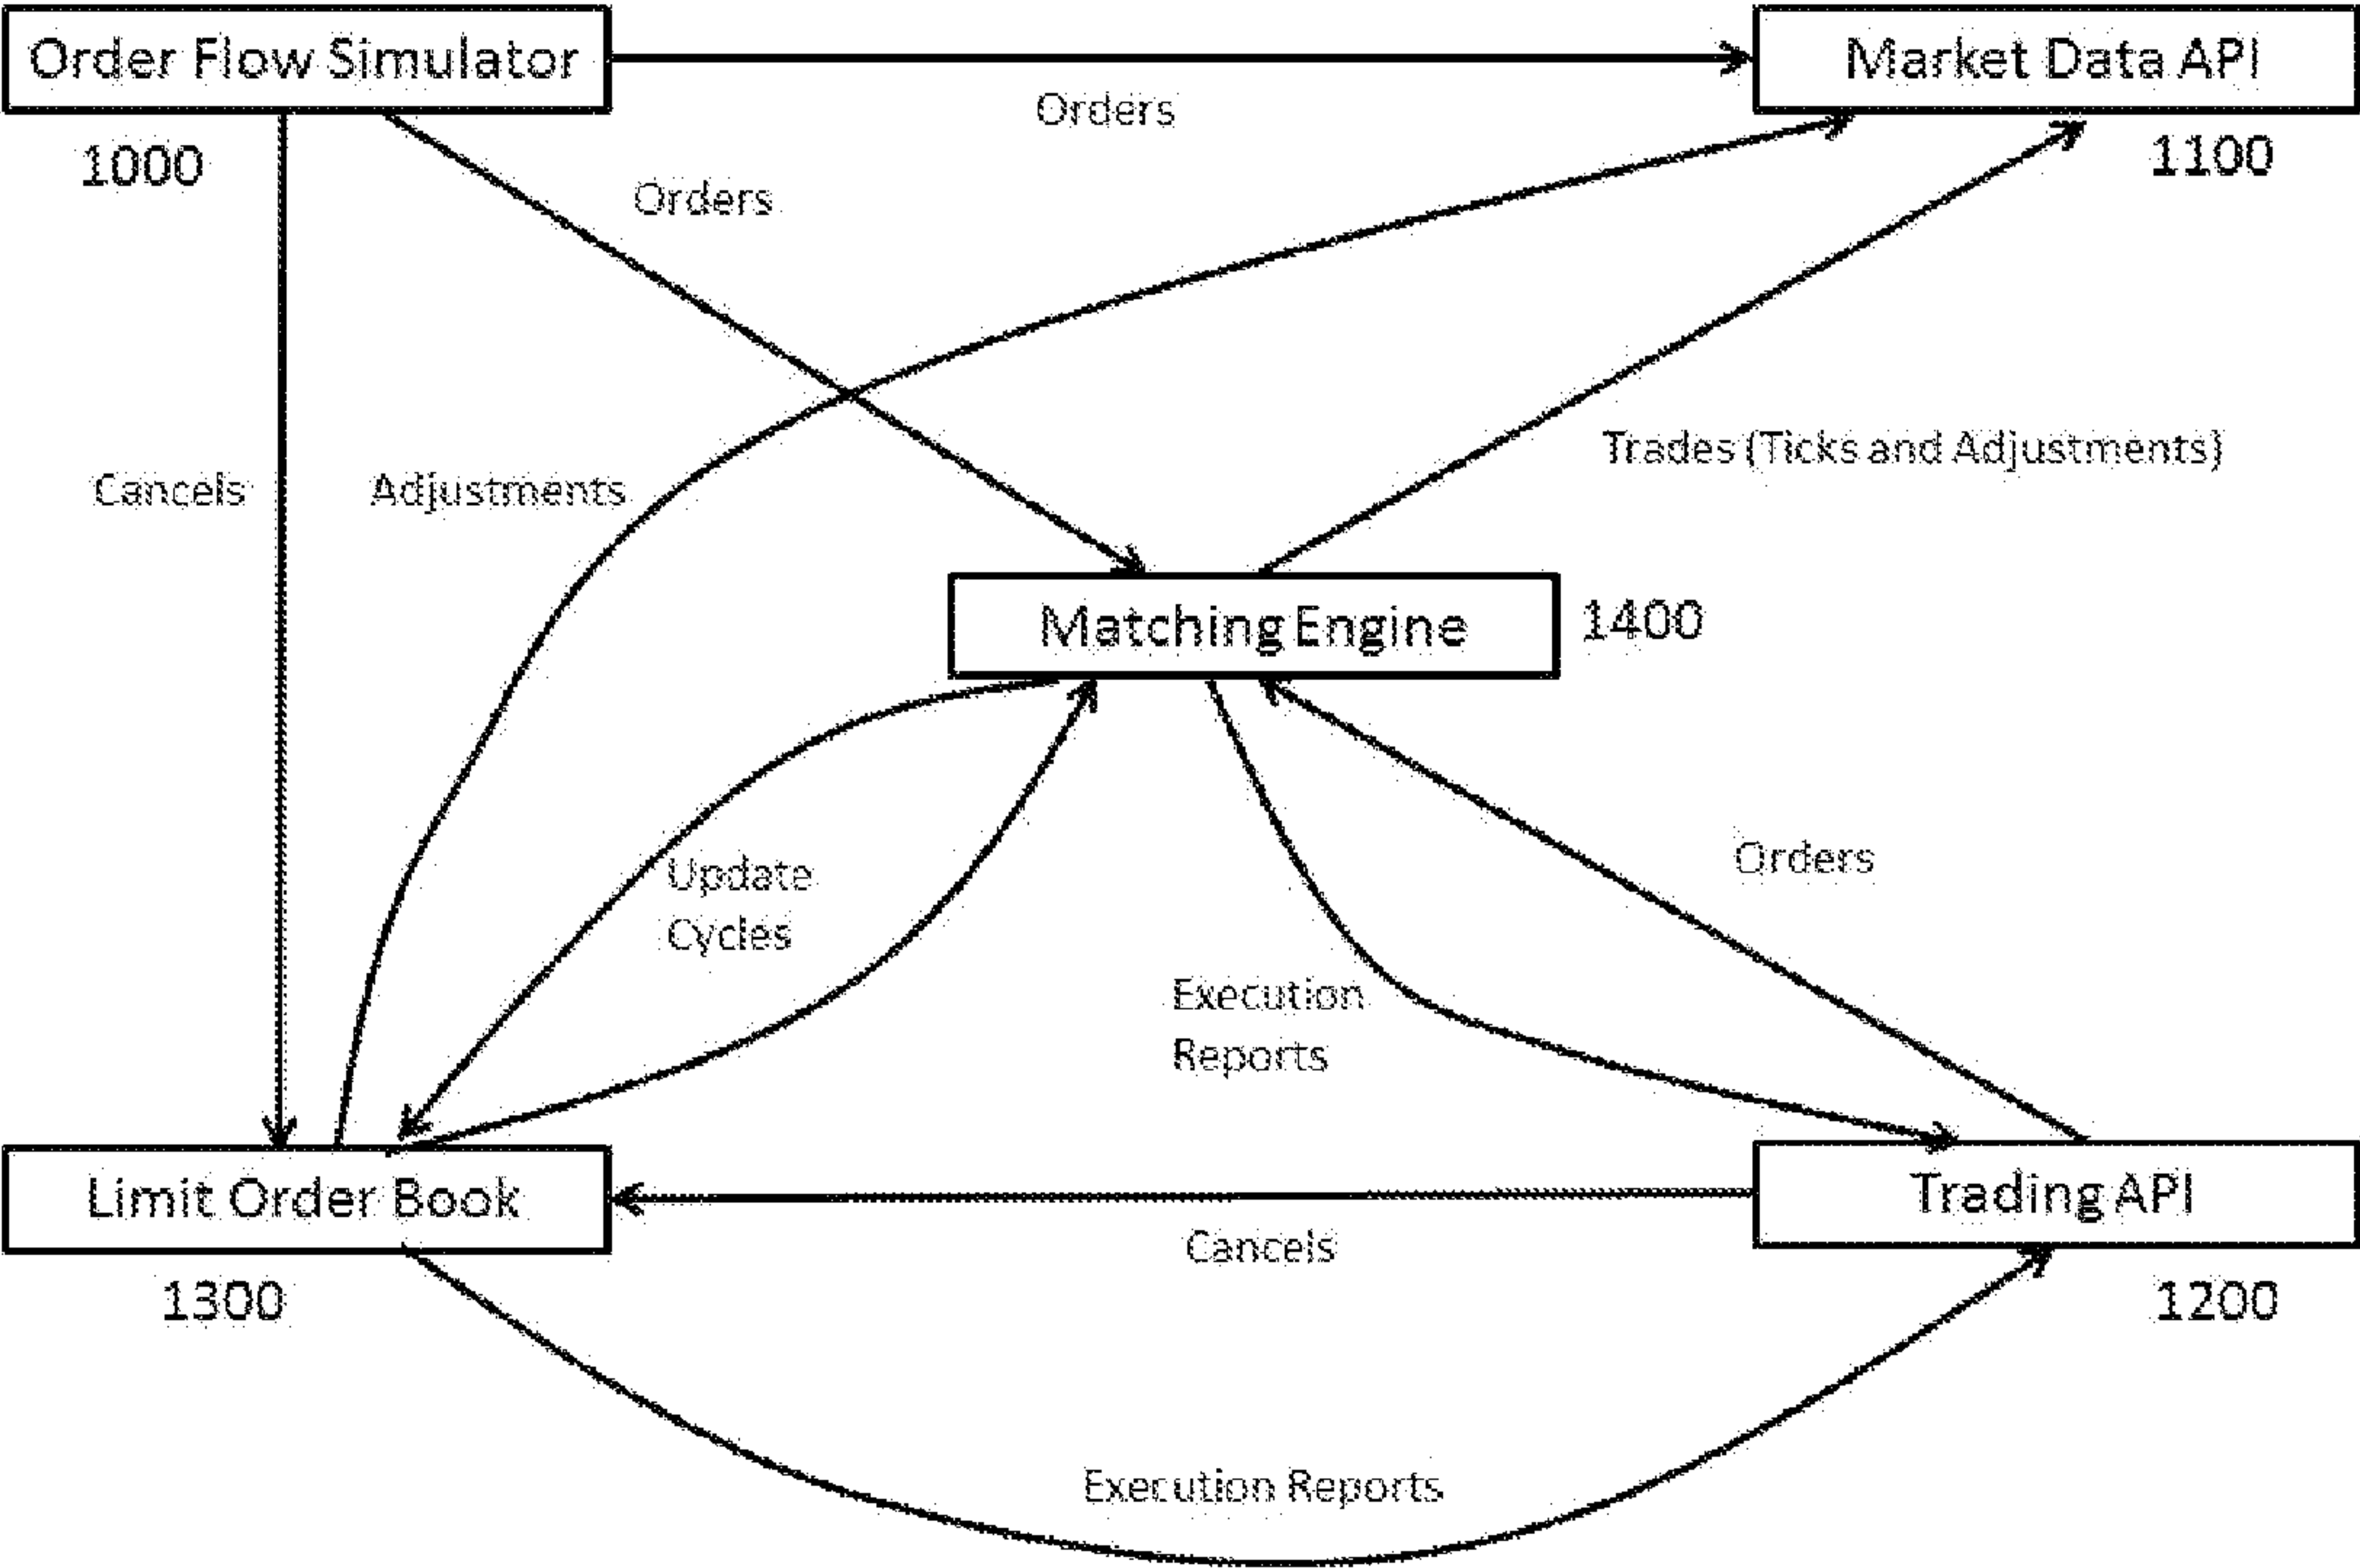 Order Flow Simulator
Market Data API
Orders
1000
1100
Orders
Trades (Ticks and Adjustments)
Cancels
Adjustments
Matching Engine
1400
Update
Cycles
Orders
Execution
Reports
Limit Order Book
Trading API
Cancels
1300
1200
Execution Reports